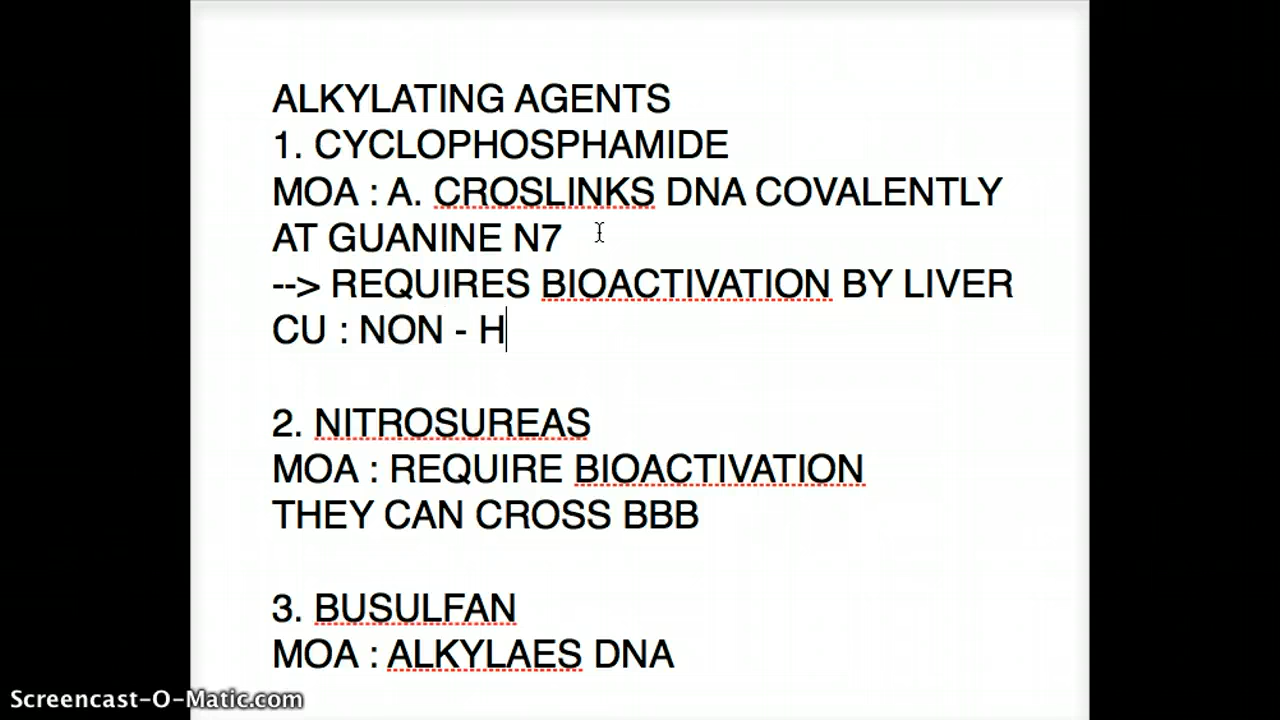 ALKYLATING AGENTS
1. CYCLOPHOSPHAMIDE
MOA : A. CROSLINKS DNA COVALENTLY
AT GUANINE N7
--> REQUIRES BIOACTIVATION BY LIVER
CU : NON - H
2. NITROSUREAS
MOA : REQUIRE BIOACTIVATION
THEY CAN CROSS BBB
3. BUSULFAN
MOA : ALKYLAES DNA
Screencast-O-Matic.com